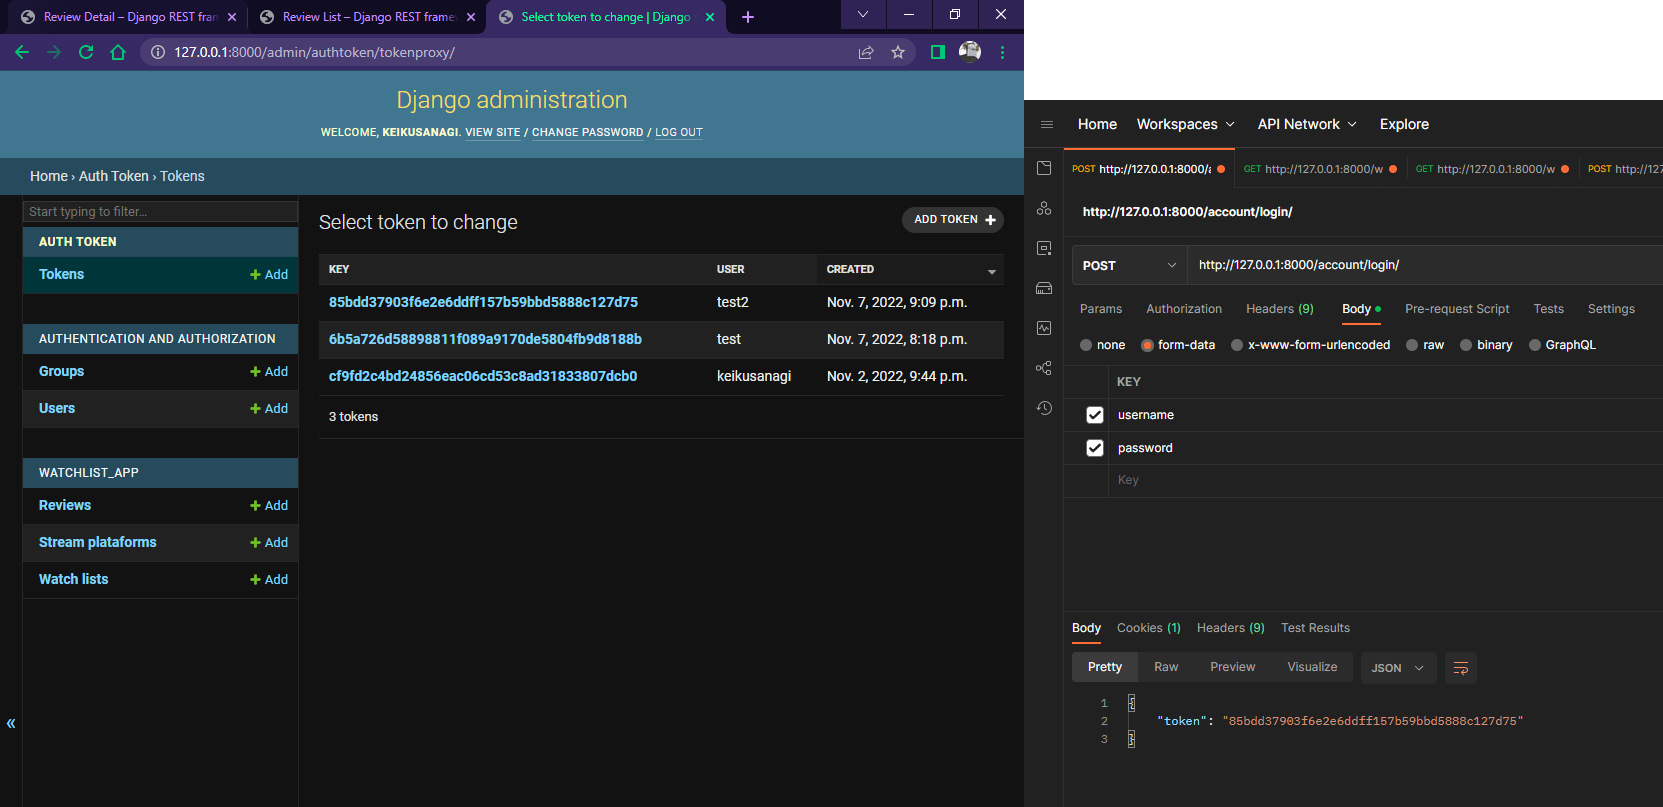 Review Detail – Django REST fram
Review List – Django REST framew
Select token to change | Django
127.0.0.1:8000/admin/authtoken/tokenproxy/
Django administration
WELCOME, KEIKUSANAGI. VIEW SITE / CHANGE PASSWORD / LOG OUT
Home › Auth Token › Tokens
Start typing to filter...
AUTH TOKEN
Tokens
+ Add
AUTHENTICATION AND AUTHORIZATION
Groups
+ Add
Users
+ Add
WATCHLIST_APP
Reviews
+ Add
Stream plataforms
+ Add
Watch lists
+ Add
«
Select token to change
ADD TOKEN +
KEY USER CREATED
85bdd37903f6e2e6ddff157b59bbd5888c127d75 test2 Nov. 7, 2022, 9:09 p.m.
6b5a726d58898811f089a9170de5804fb9d8188b test Nov. 7, 2022, 8:18 p.m.
cf9fd2c4bd24856eac06cd53c8ad31833807dcb0 keikusanagi Nov. 2, 2022, 9:44 p.m.
3 tokens
Home Workspaces API Network Explore
POST http://127.0.0.1:8000/a
GET http://127.0.0.1:8000/w
GET http://127.0.0.1:8000/w
POST http://127
http://127.0.0.1:8000/account/login/
POST http://127.0.0.1:8000/account/login/
Params Authorization Headers (9) Body Pre-request Script Tests Settings
none form-data x-www-form-urlencoded raw binary GraphQL
KEY
username
password
Key
Body Cookies (1) Headers (9) Test Results
Pretty Raw Preview Visualize JSON
1 {
2 "token": "85bdd37903f6e2e6ddff157b59bbd5888c127d75"
3 }